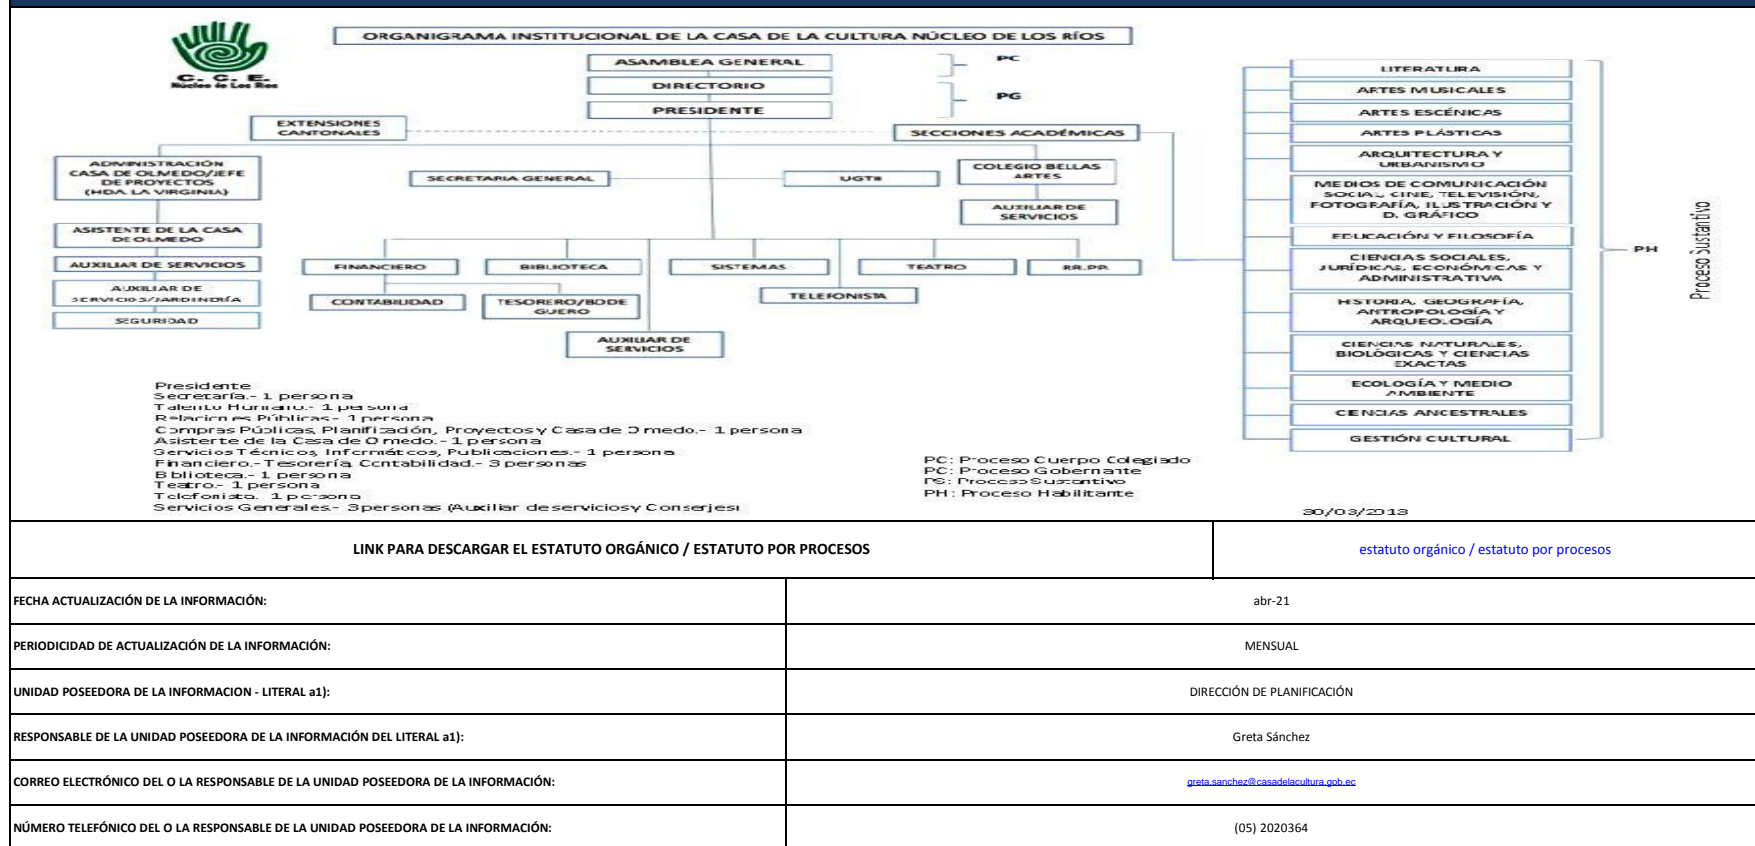 ORGANIGRAMA INSTITUCIONAL DE LA CASA DE LA CULTURA NÚCLEO DE LOS RÍOS
C. C. E.
Núcleo de Los Ríos
ASAMBLEA GENERAL
PC
DIRECTORIO
PG
PRESIDENTE
EXTENSIONES
CANTONALES
SECCIONES ACADÉMICAS
ADMINISTRACIÓN
CASA DE OLMEDO/JEFE
DE PROYECTOS
(HDA. LA VIRGINIA)
SECRETARIA GENERAL
UGTH
COLEGIO BELLAS
ARTES
AUXILIAR DE
SERVICIOS
ASISTENTE DE LA CASA
DE OLMEDO
AUXILIAR DE SERVICIOS
AUXILIAR DE
SERVICIOS/JARDINERÍA
SEGURIDAD
FINANCIERO
BIBLIOTECA
SISTEMAS
TEATRO
RR.PP.
CONTABILIDAD
TESORERO/BODE
GUERO
TELEFONISTA
AUXILIAR DE
SERVICIOS
LITERATURA
ARTES MUSICALES
ARTES ESCÉNICAS
ARTES PLÁSTICAS
ARQUITECTURA Y
URBANISMO
MEDIOS DE COMUNICACIÓN
SOCIAL, CINE, TELEVISIÓN,
FOTOGRAFÍA, ILUSTRACIÓN Y
D. GRÁFICO
EDUCACIÓN Y FILOSOFÍA
CIENCIAS SOCIALES,
JURÍDICAS, ECONÓMICAS Y
ADMINISTRATIVA
HISTORIA, GEOGRAFÍA,
ANTROPOLOGÍA Y
ARQUEOLOGÍA
CIENCIAS NATURALES,
BIOLÓGICAS Y CIENCIAS
EXACTAS
ECOLOGÍA Y MEDIO
AMBIENTE
CIENCIAS ANCESTRALES
GESTIÓN CULTURAL
PH
Proceso Sustantivo
Presidente
Secretaría.- 1 persona
Talento Humano.- 1 persona
Relaciones Públicas.- 1 persona
Compras Públicas, Planificación, Proyectos y Casa de Olmedo.- 1 persona
Asistente de la Casa de Olmedo.- 1 persona
Servicios Técnicos, Informáticos, Publicaciones.- 1 persona
Financiero.- Tesorería, Contabilidad.- 3 personas
Biblioteca.- 1 persona
Teatro.- 1 persona
Telefonista. 1 persona
Servicios Generales.- 3 personas (Auxiliar de servicios y Conserjes)
PC: Proceso Cuerpo Colegiado
PC: Proceso Gobernante
PS: Proceso Sustantivo
PH: Proceso Habilitante
30/03/2013
LINK PARA DESCARGAR EL ESTATUTO ORGÁNICO / ESTATUTO POR PROCESOS
estatuto orgánico / estatuto por procesos
FECHA ACTUALIZACIÓN DE LA INFORMACIÓN:
abr-21
PERIODICIDAD DE ACTUALIZACIÓN DE LA INFORMACIÓN:
MENSUAL
UNIDAD POSEEDORA DE LA INFORMACION - LITERAL a1):
DIRECCIÓN DE PLANIFICACIÓN
RESPONSABLE DE LA UNIDAD POSEEDORA DE LA INFORMACIÓN DEL LITERAL a1):
Greta Sánchez
CORREO ELECTRÓNICO DEL O LA RESPONSABLE DE LA UNIDAD POSEEDORA DE LA INFORMACIÓN:
greta.sanchez@casadelacultura.gob.ec
NÚMERO TELEFÓNICO DEL O LA RESPONSABLE DE LA UNIDAD POSEEDORA DE LA INFORMACIÓN:
(05) 2020364